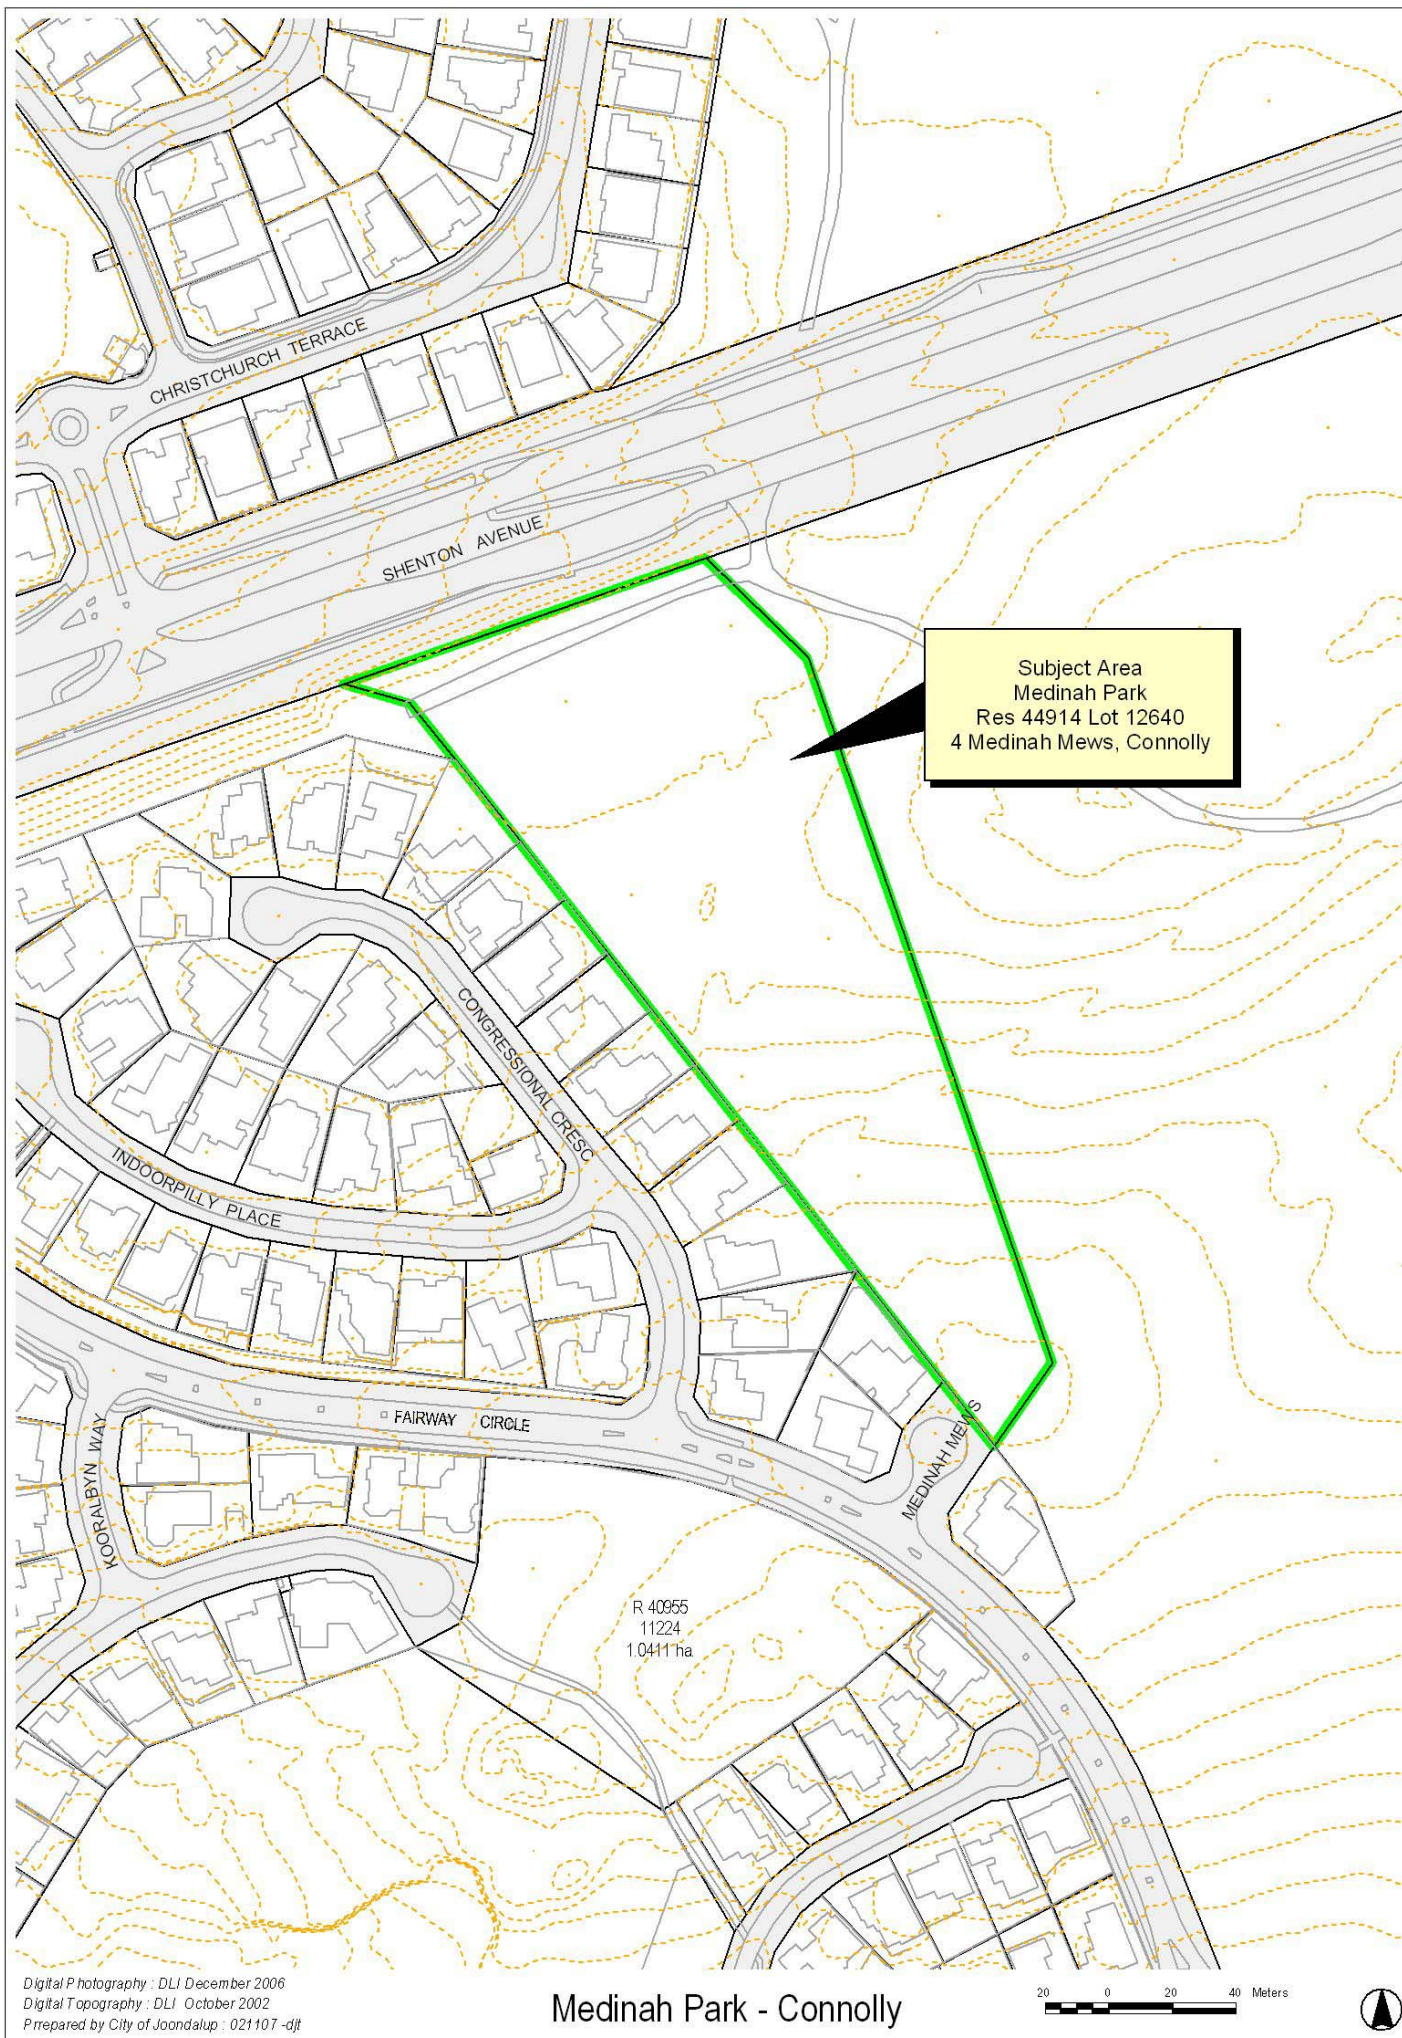 CHRISTCHURCH TERRACE
SHENTON AVENUE
Subject Area
Medinah Park
Res 44914 Lot 12640
4 Medinah Mews, Connolly
CONGRESSIONAL CRESC
INDOORPILLY PLACE
FAIRWAY CIRCLE
KOORALBYN WAY
MEDINAH MEWS
R 40955
11224
1.0411 ha
Digital Photography : DLI December 2006
Digital Topography : DLI October 2002
Prrepared by City of Joondalup : 021107 -djt
Medinah Park - Connolly
20 0 20 40 Meters